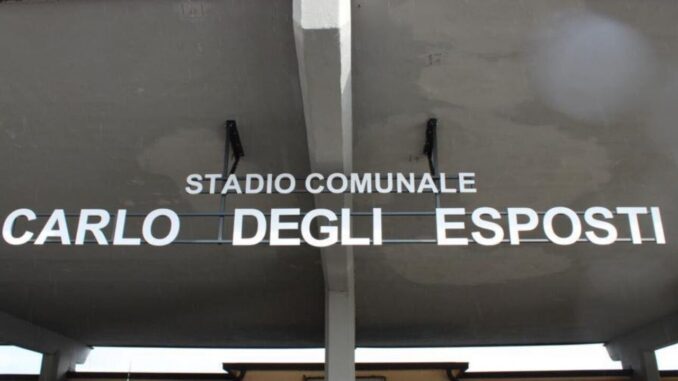 STADIO COMUNALE
CARLO DEGLI ESPOSTI